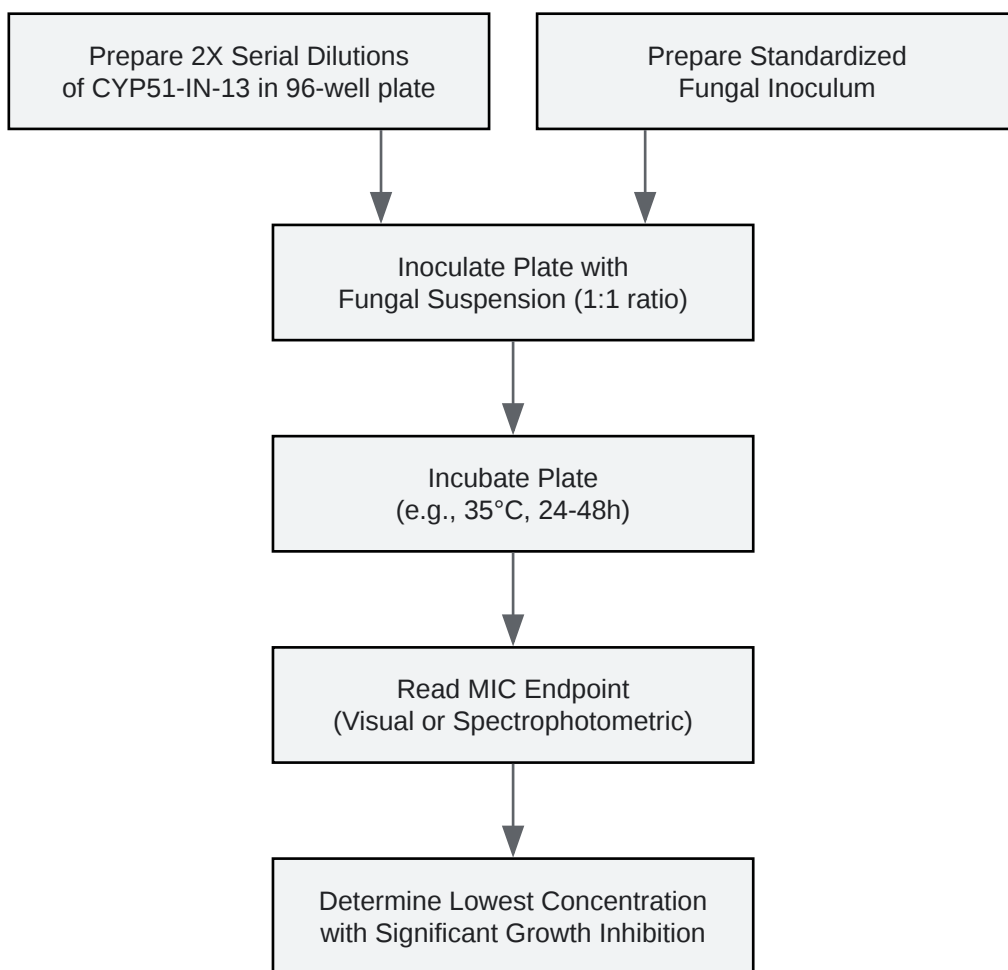 Prepare 2X Serial Dilutions
of CYP51-IN-13 in 96-well plate
Prepare Standardized
Fungal Inoculum
Inoculate Plate with
Fungal Suspension (1:1 ratio)
Incubate Plate
(e.g., 35°C, 24-48h)
Read MIC Endpoint
(Visual or Spectrophotometric)
Determine Lowest Concentration
with Significant Growth Inhibition